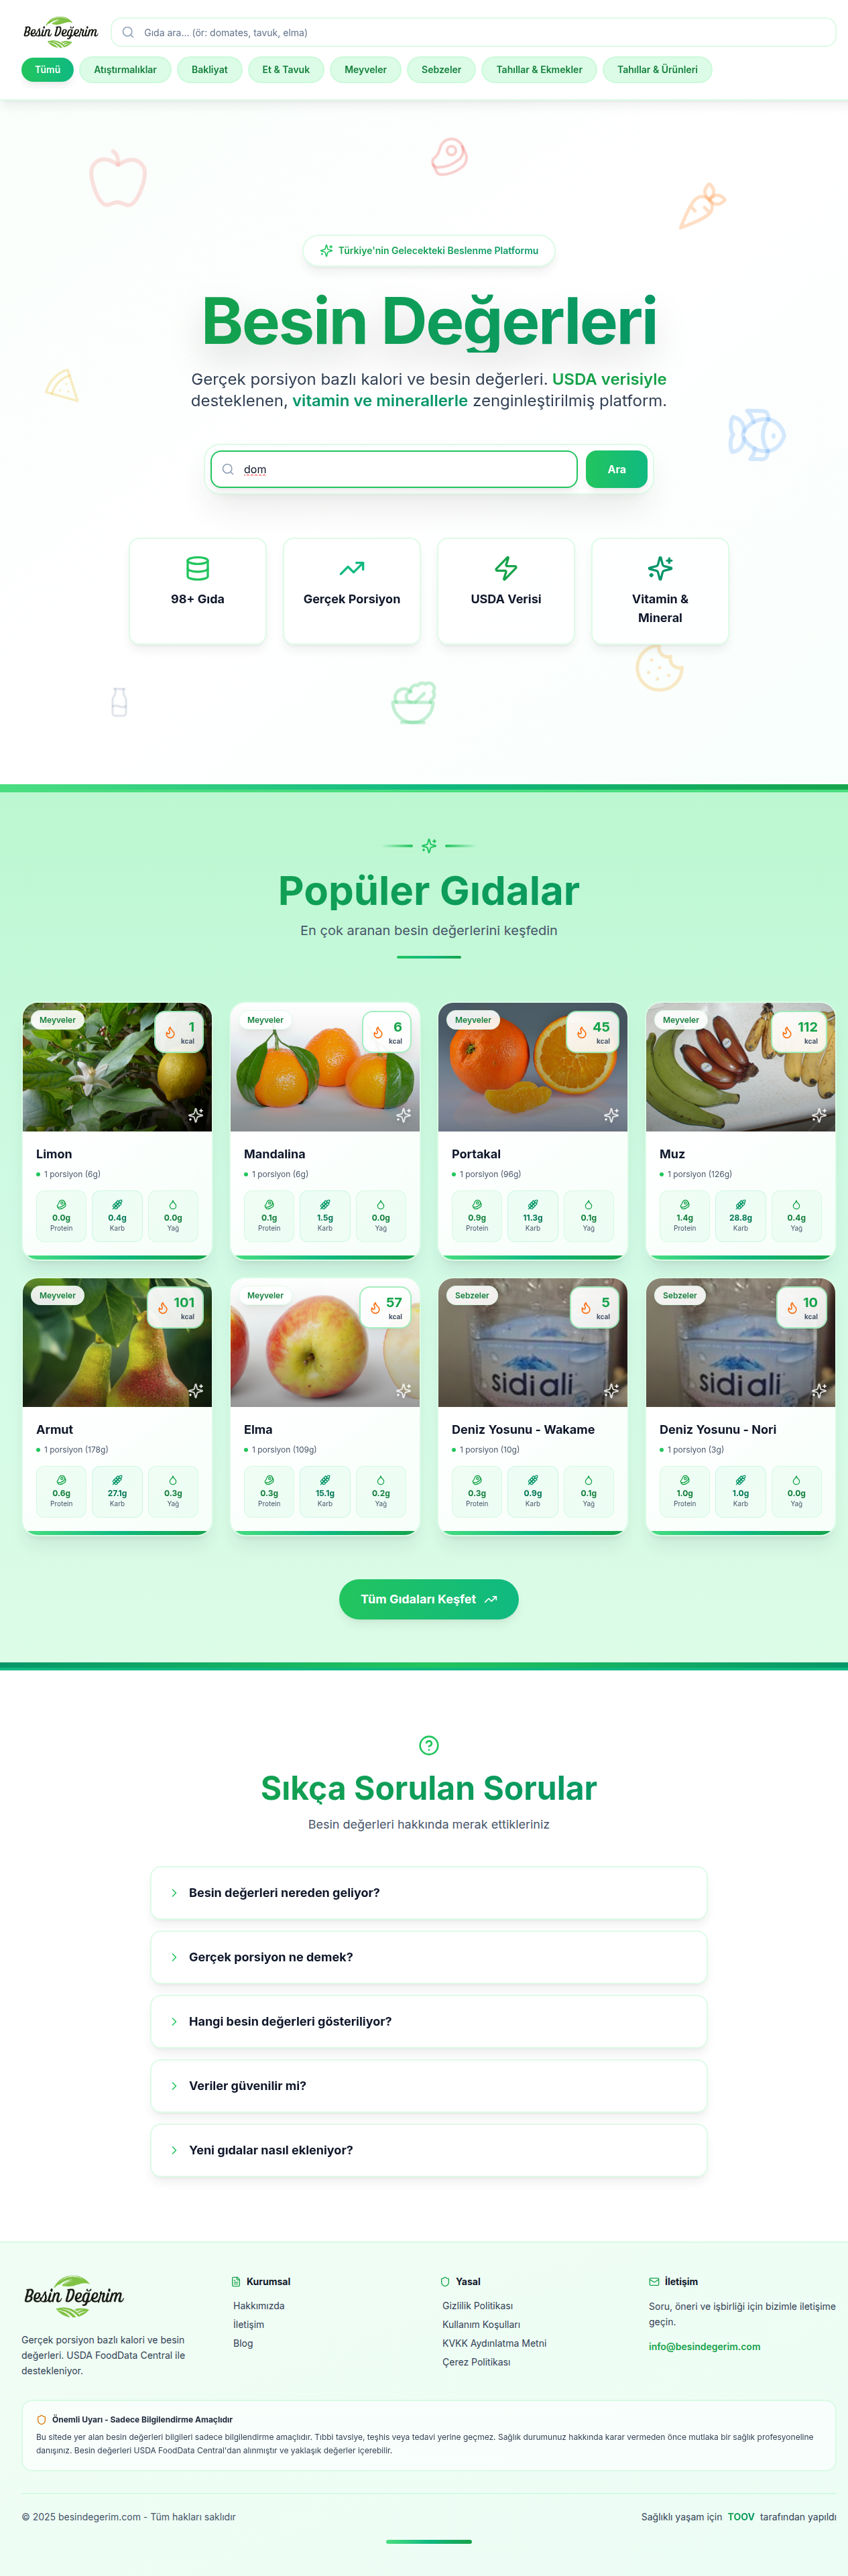 Besin Değerim
Gıda ara... (ör: domates, tavuk, elma)
Tümü
Atıştırmalıklar
Bakliyat
Et & Tavuk
Meyveler
Sebzeler
Tahıllar & Ekmekler
Tahıllar & Ürünleri
Türkiye'nin Gelecekteki Beslenme Platformu
Besin Değerleri
Gerçek porsiyon bazlı kalori ve besin değerleri. USDA verisiyle
desteklenen, vitamin ve minerallerle zenginleştirilmiş platform.
dom
Ara
98+ Gıda
Gerçek Porsiyon
USDA Verisi
Vitamin &
Mineral
Popüler Gıdalar
En çok aranan besin değerlerini keşfedin
Meyveler
1
kcal
Limon
1 porsiyon (6g)
0.0g
Protein
0.4g
Karb
0.0g
Yağ
Meyveler
6
kcal
Mandalina
1 porsiyon (6g)
0.1g
Protein
1.5g
Karb
0.0g
Yağ
Meyveler
45
kcal
Portakal
1 porsiyon (96g)
0.9g
Protein
11.3g
Karb
0.1g
Yağ
Meyveler
112
kcal
Muz
1 porsiyon (126g)
1.4g
Protein
28.8g
Karb
0.4g
Yağ
Meyveler
101
kcal
Armut
1 porsiyon (178g)
0.6g
Protein
27.1g
Karb
0.3g
Yağ
Meyveler
57
kcal
Elma
1 porsiyon (109g)
0.3g
Protein
15.1g
Karb
0.2g
Yağ
Sebzeler
5
kcal
sidi ali
Deniz Yosunu - Wakame
1 porsiyon (10g)
0.3g
Protein
0.9g
Karb
0.1g
Yağ
Sebzeler
10
kcal
sidi ali
Deniz Yosunu - Nori
1 porsiyon (3g)
1.0g
Protein
1.0g
Karb
0.0g
Yağ
Tüm Gıdaları Keşfet
Sıkça Sorulan Sorular
Besin değerleri hakkında merak ettikleriniz
Besin değerleri nereden geliyor?
Gerçek porsiyon ne demek?
Hangi besin değerleri gösteriliyor?
Veriler güvenilir mi?
Yeni gıdalar nasıl ekleniyor?
Besin Değerim
Gerçek porsiyon bazlı kalori ve besin
değerleri. USDA FoodData Central ile
destekleniyor.
Kurumsal
Hakkımızda
İletişim
Blog
Yasal
Gizlilik Politikası
Kullanım Koşulları
KVKK Aydınlatma Metni
Çerez Politikası
İletişim
Soru, öneri ve işbirliği için bizimle iletişime
geçin.
info@besindegerim.com
Önemli Uyarı - Sadece Bilgilendirme Amaçlıdır
Bu sitede yer alan besin değerleri bilgileri sadece bilgilendirme amaçlıdır. Tıbbi tavsiye, teşhis veya tedavi yerine geçmez. Sağlık durumunuz hakkında karar vermeden önce mutlaka bir sağlık profesyoneline
danışınız. Besin değerleri USDA FoodData Central'dan alınmıştır ve yaklaşık değerler içerebilir.
© 2025 besindegerim.com - Tüm hakları saklıdır
Sağlıklı yaşam için TOOV tarafından yapıldı